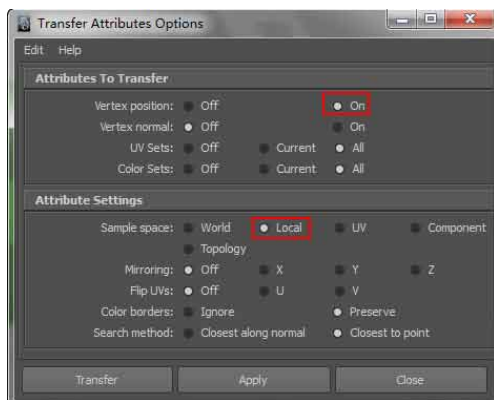 Transfer Attributes Options
Edit Help
Attributes To Transfer
Vertex position: Off On
Vertex normal: Off On
UV Sets: Off Current All
Color Sets: Off Current All
Attribute Settings
Sample space: World Local UV Component
Topology
Mirroring: Off X Y Z
Flip UVs: Off U V
Color borders: Ignore Preserve
Search method: Closest along normal Closest to point
Transfer Apply Close